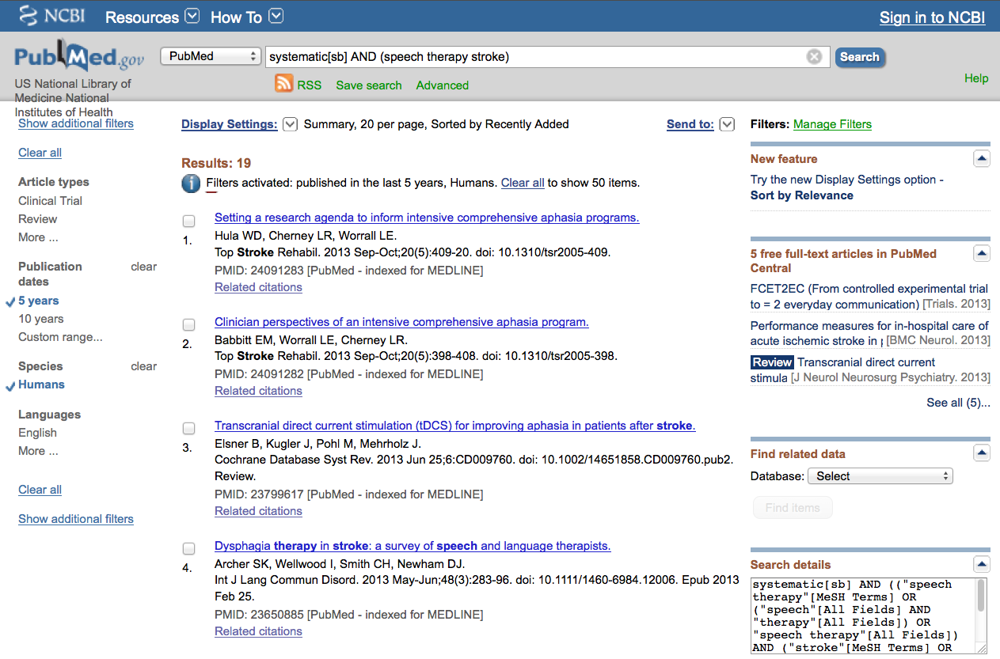 NCBI Resources How To Sign in to NCBI
PubMed.gov
US National Library of
Medicine National
Institutes of Health
PubMed systematic[sb] AND (speech therapy stroke) Search
RSS Save search Advanced
Help
Show additional filters
Clear all
Article types
Clinical Trial
Review
More ...
Publication
dates
clear
5 years
10 years
Custom range...
Species clear
Humans
Languages
English
More ...
Clear all
Show additional filters
Display Settings: Summary, 20 per page, Sorted by Recently Added Send to:
Results: 19
Filters activated: published in the last 5 years, Humans. Clear all to show 50 items.
Setting a research agenda to inform intensive comprehensive aphasia programs.
1. Hula WD, Cherney LR, Worrall LE.
Top Stroke Rehabil. 2013 Sep-Oct;20(5):409-20. doi: 10.1310/tsr2005-409.
PMID: 24091283 [PubMed - indexed for MEDLINE]
Related citations
Clinician perspectives of an intensive comprehensive aphasia program.
2. Babbitt EM, Worrall LE, Cherney LR.
Top Stroke Rehabil. 2013 Sep-Oct;20(5):398-408. doi: 10.1310/tsr2005-398.
PMID: 24091282 [PubMed - indexed for MEDLINE]
Related citations
Transcranial direct current stimulation (tDCS) for improving aphasia in patients after stroke.
3. Elsner B, Kugler J, Pohl M, Mehrholz J.
Cochrane Database Syst Rev. 2013 Jun 25;6:CD009760. doi: 10.1002/14651858.CD009760.pub2.
Review.
PMID: 23799617 [PubMed - indexed for MEDLINE]
Related citations
Dysphagia therapy in stroke: a survey of speech and language therapists.
4. Archer SK, Wellwood I, Smith CH, Newham DJ.
Int J Lang Commun Disord. 2013 May-Jun;48(3):283-96. doi: 10.1111/1460-6984.12006. Epub 2013
Feb 25.
PMID: 23650885 [PubMed - indexed for MEDLINE]
Related citations
Filters: Manage Filters
New feature
Try the new Display Settings option -
Sort by Relevance
5 free full-text articles in PubMed
Central
FCET2EC (From controlled experimental trial
to = 2 everyday communication) [Trials. 2013]
Performance measures for in-hospital care of
acute ischemic stroke in p [BMC Neurol. 2013]
Review Transcranial direct current
stimula [J Neurol Neurosurg Psychiatry. 2013]
See all (5)...
Find related data
Database: Select
Find items
Search details
systematic[sb] AND (("speech
therapy"[MeSH Terms] OR
("speech"[All Fields] AND
"therapy"[All Fields]) OR
"speech therapy"[All Fields])
AND ("stroke"[MeSH Terms] OR